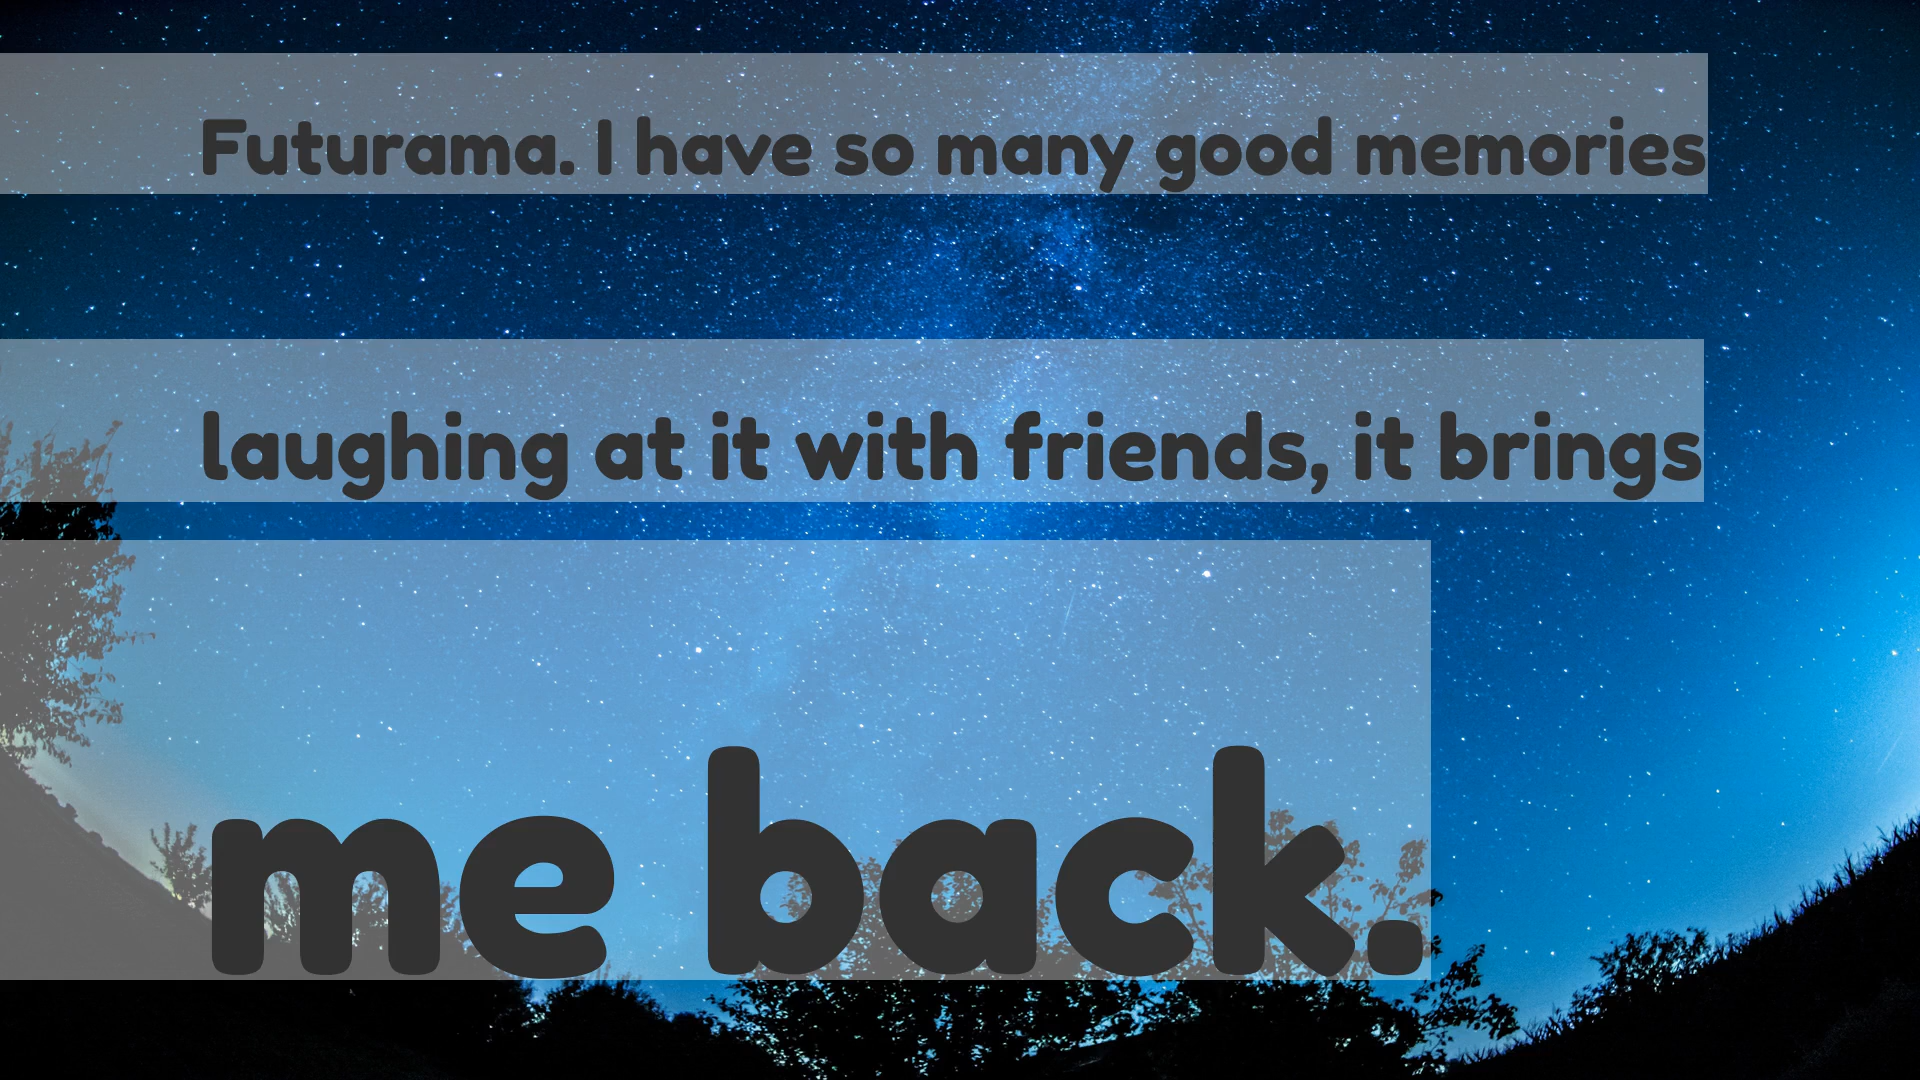 Futurama. I have so many good memories
laughing at it with friends, it brings
me back.